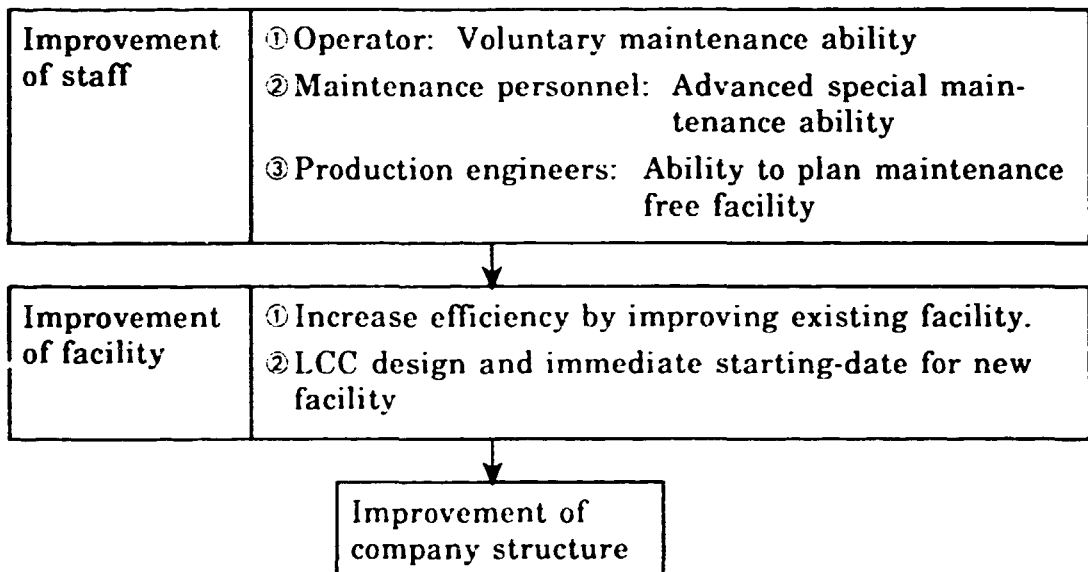 Improvement
of staff
①Operator: Voluntary maintenance ability
②Maintenance personnel: Advanced special main-
tenance ability
③Production engineers: Ability to plan maintenance
free facility
Improvement
of facility
①Increase efficiency by improving existing facility.
②LCC design and immediate starting-date for new
facility
Improvement of
company structure